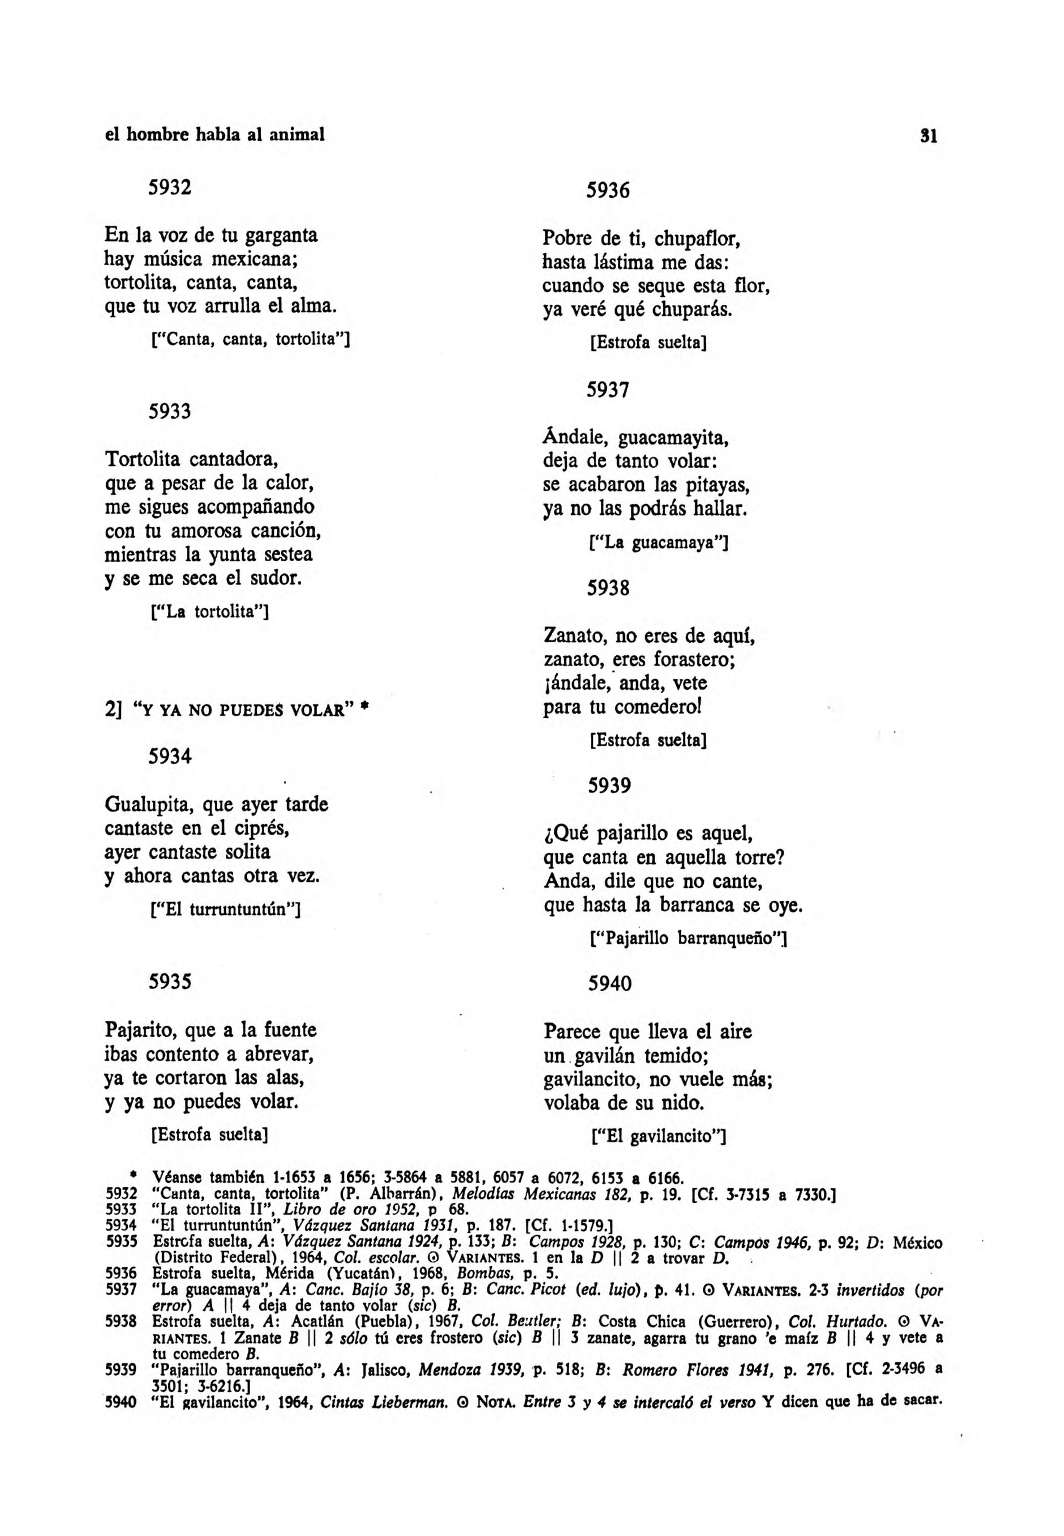 el hombre habla al animal
31
5932
En la voz de tu garganta
hay música mexicana;
tortolita, canta, canta,
que tu voz arrulla el alma.
["Canta, canta, tortolita"]
5933
Tortolita cantadora,
que a pesar de la calor,
me sigues acompañando
con tu amorosa canción,
mientras la yunta sestea
y se me seca el sudor.
["La tortolita"]
2] "Y YA NO PUEDES VOLAR" *
5934
Gualupita, que ayer tarde
cantaste en el ciprés,
ayer cantaste solita
y ahora cantas otra vez.
["El turruntuntún"]
5935
Pajarito, que a la fuente
ibas contento a abrevar,
ya te cortaron las alas,
y ya no puedes volar.
[Estrofa suelta]
5936
Pobre de ti, chupaflor,
hasta lástima me das:
cuando se seque esta flor,
ya veré qué chuparás.
[Estrofa suelta]
5937
Ándale, guacamayita,
deja de tanto volar:
se acabaron las pitayas,
ya no las podrás hallar.
["La guacamaya"]
5938
Zanato, no eres de aquí,
zanato, eres forastero;
¡ándale, anda, vete
para tu comedero!
[Estrofa suelta]
5939
¿Qué pajarillo es aquel,
que canta en aquella torre?
Anda, dile que no cante,
que hasta la barranca se oye.
["Pajarillo barranqueño"]
5940
Parece que lleva el aire
un gavilán temido;
gavilancito, no vuele más;
volaba de su nido.
["El gavilancito"]
* Véanse también 1-1653 a 1656; 3-5864 a 5881, 6057 a 6072, 6153 a 6166.
5932 "Canta, canta, tortolita" (P. Albarrán), Melodías Mexicanas 182, p. 19. [Cf. 3-7315 a 7330.]
5933 "La tortolita II", Libro de oro 1952, p 68.
5934 "El turruntuntún", Vázquez Santana 1931, p. 187. [Cf. 1-1579.]
5935 Estrofa suelta, A: Vázquez Santana 1924, p. 133; B: Campos 1928, p. 130; C: Campos 1946, p. 92; D: México
(Distrito Federal), 1964, Col. escolar. ⊙ VARIANTES. 1 en la D || 2 a trovar D.
5936 Estrofa suelta, Mérida (Yucatán), 1968, Bombas, p. 5.
5937 "La guacamaya", A: Canc. Bajío 38, p. 6; B: Canc. Picot (ed. lujo), p. 41. ⊙ VARIANTES. 2-3 invertidos (por
error) A || 4 deja de tanto volar (sic) B.
5938 Estrofa suelta, A: Acatlán (Puebla), 1967, Col. Beutler; B: Costa Chica (Guerrero), Col. Hurtado. ⊙ VA-
RIANTES. 1 Zanate B || 2 sólo tú eres frostero (sic) B || 3 zanate, agarra tu grano 'e maíz B || 4 y vete a
tu comedero B.
5939 "Pajarillo barranqueño", A: Jalisco, Mendoza 1939, p. 518; B: Romero Flores 1941, p. 276. [Cf. 2-3496 a
3501; 3-6216.]
5940 "El gavilancito", 1964, Cintas Lieberman. ⊙ NOTA. Entre 3 y 4 se intercaló el verso Y dicen que ha de sacar.